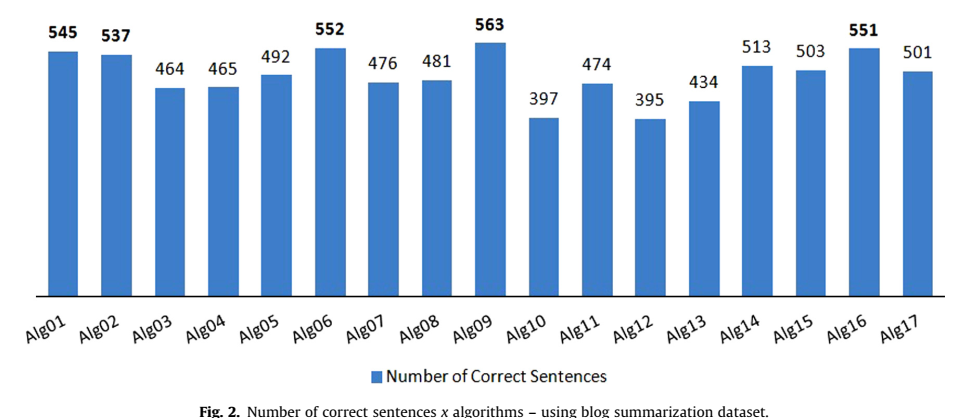 545 537 464 465 492 552 476 481 563 397 474 395 434 513 503 551 501
Alg01 Alg02 Alg03 Alg04 Alg05 Alg06 Alg07 Alg08 Alg09 Alg10 Alg11 Alg12 Alg13 Alg14 Alg15 Alg16 Alg17
Number of Correct Sentences
Fig. 2. Number of correct sentences x algorithms – using blog summarization dataset.